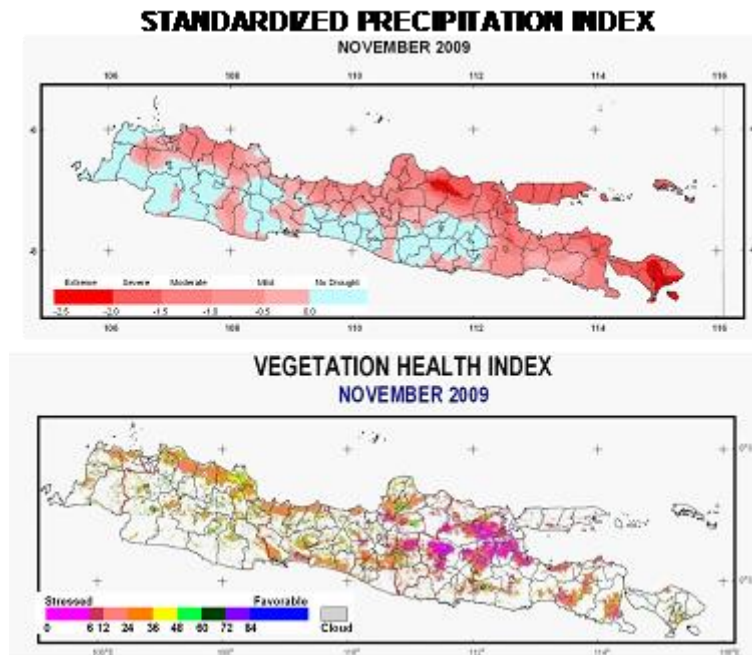 STANDARDIZED PRECIPITATION INDEX
NOVEMBER 2009
106 108 110 112 114 116
Extreme Severe Moderate Mild No Drought
-2.5 -2.0 -1.5 -1.0 -0.5 0.0
106 108 110 112 114 116
VEGETATION HEALTH INDEX
NOVEMBER 2009
Stressed Favorable
0 6 12 24 36 48 60 72 84 Cloud